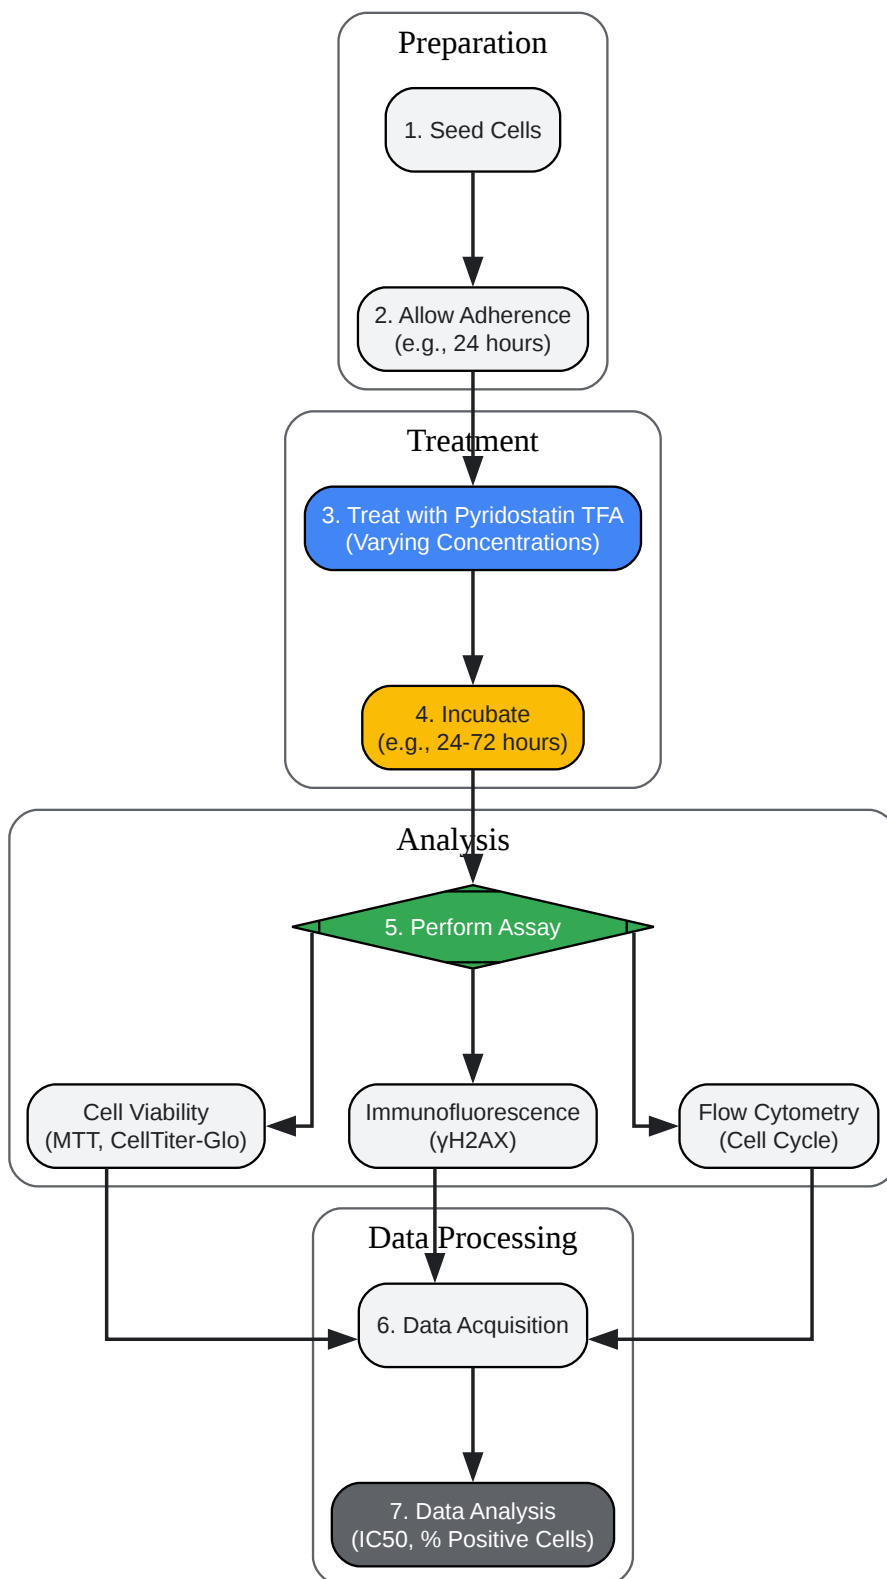 Preparation
1. Seed Cells
2. Allow Adherence
(e.g., 24 hours)
Treatment
3. Treat with Pyridostatin TFA
(Varying Concentrations)
4. Incubate
(e.g., 24-72 hours)
Analysis
5. Perform Assay
Cell Viability
(MTT, CellTiter-Glo)
Immunofluorescence
(γH2AX)
Flow Cytometry
(Cell Cycle)
Data Processing
6. Data Acquisition
7. Data Analysis
(IC50, % Positive Cells)